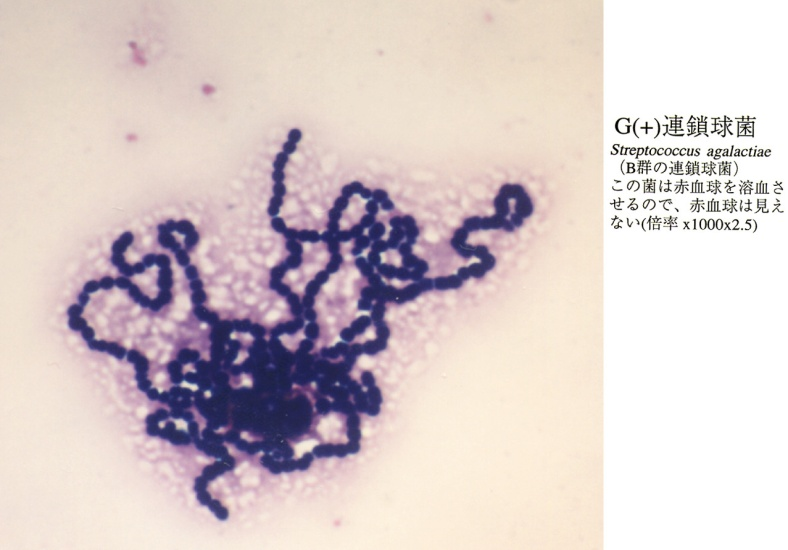 G(+)連鎖球菌
Streptococcus agalactiae
（B群の連鎖球菌）
この菌は赤血球を溶血さ
せるので、赤血球は見え
ない(倍率 x1000x2.5)